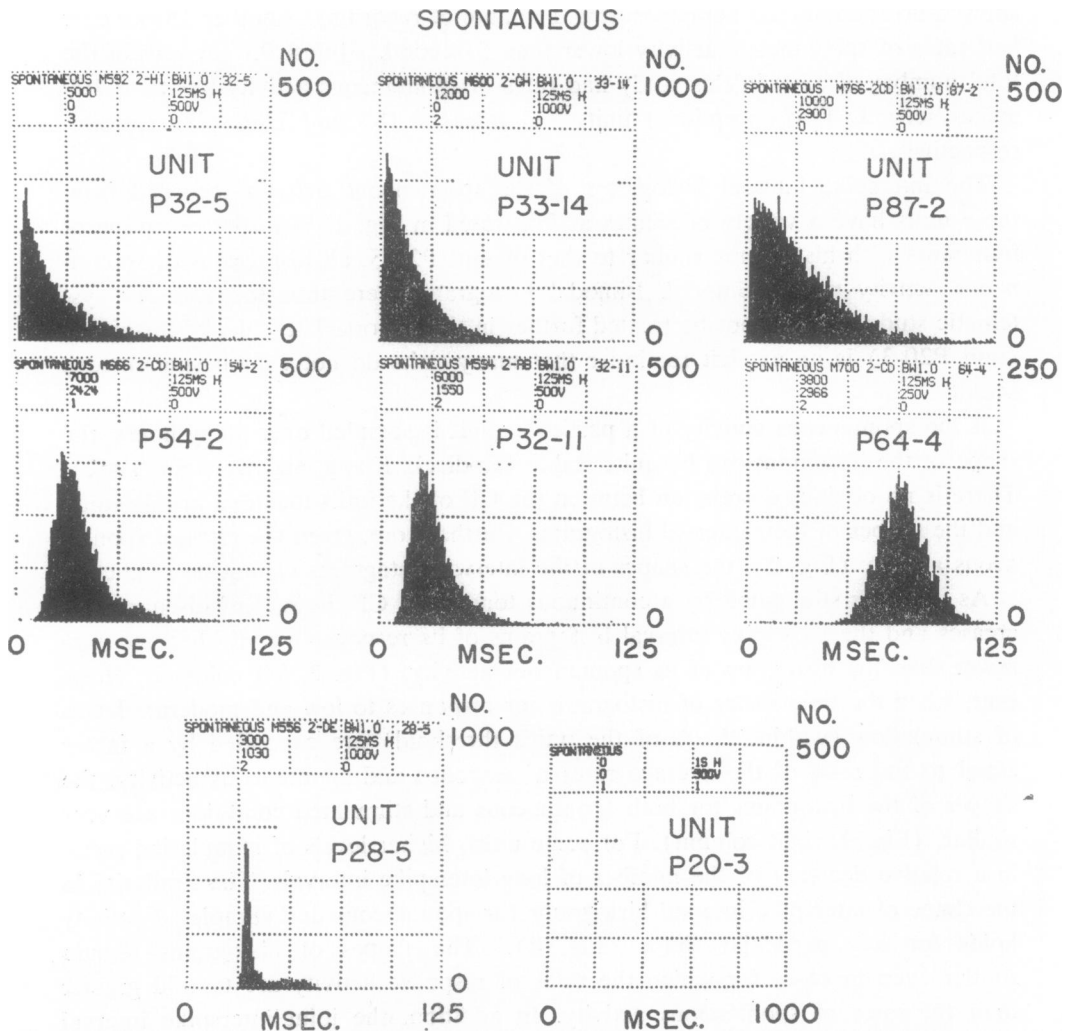 SPONTANEOUS
NO.
SPONTANEOUS M592 2-HI BW1.0 32-5
500
5000 125MS H
0 500V
3 0
UNIT
P32-5
0
NO.
SPONTANEOUS M600 2-GH BW1.0 33-14
1000
12000 125MS H
0 1000V
2 0
UNIT
P33-14
0
NO.
SPONTANEOUS M766-2CD BW 1.0 87-2
500
10000 125MS H
2900 500V
0 0
UNIT
P87-2
0
SPONTANEOUS M666 2-CD BW1.0 54-2
500
7000 125MS H
2424 500V
1 0
P54-2
0
0 MSEC. 125
SPONTANEOUS M594 2-AB BW1.0 32-11
500
6000 125MS H
1550 500V
2 0
P32-11
0
0 MSEC. 125
SPONTANEOUS M700 2-CD BW1.0 64-4
250
3800 125MS H
2966 250V
2 0
P64-4
0
0 MSEC. 125
NO.
SPONTANEOUS M556 2-DE BW1.0 28-5
1000
3000 125MS H
1030 1000V
2 0
UNIT
P28-5
0
0 MSEC. 125
NO.
SPONTANEOUS
500
0 1S H
0
1 1
UNIT
P20-3
0
0 MSEC. 1000